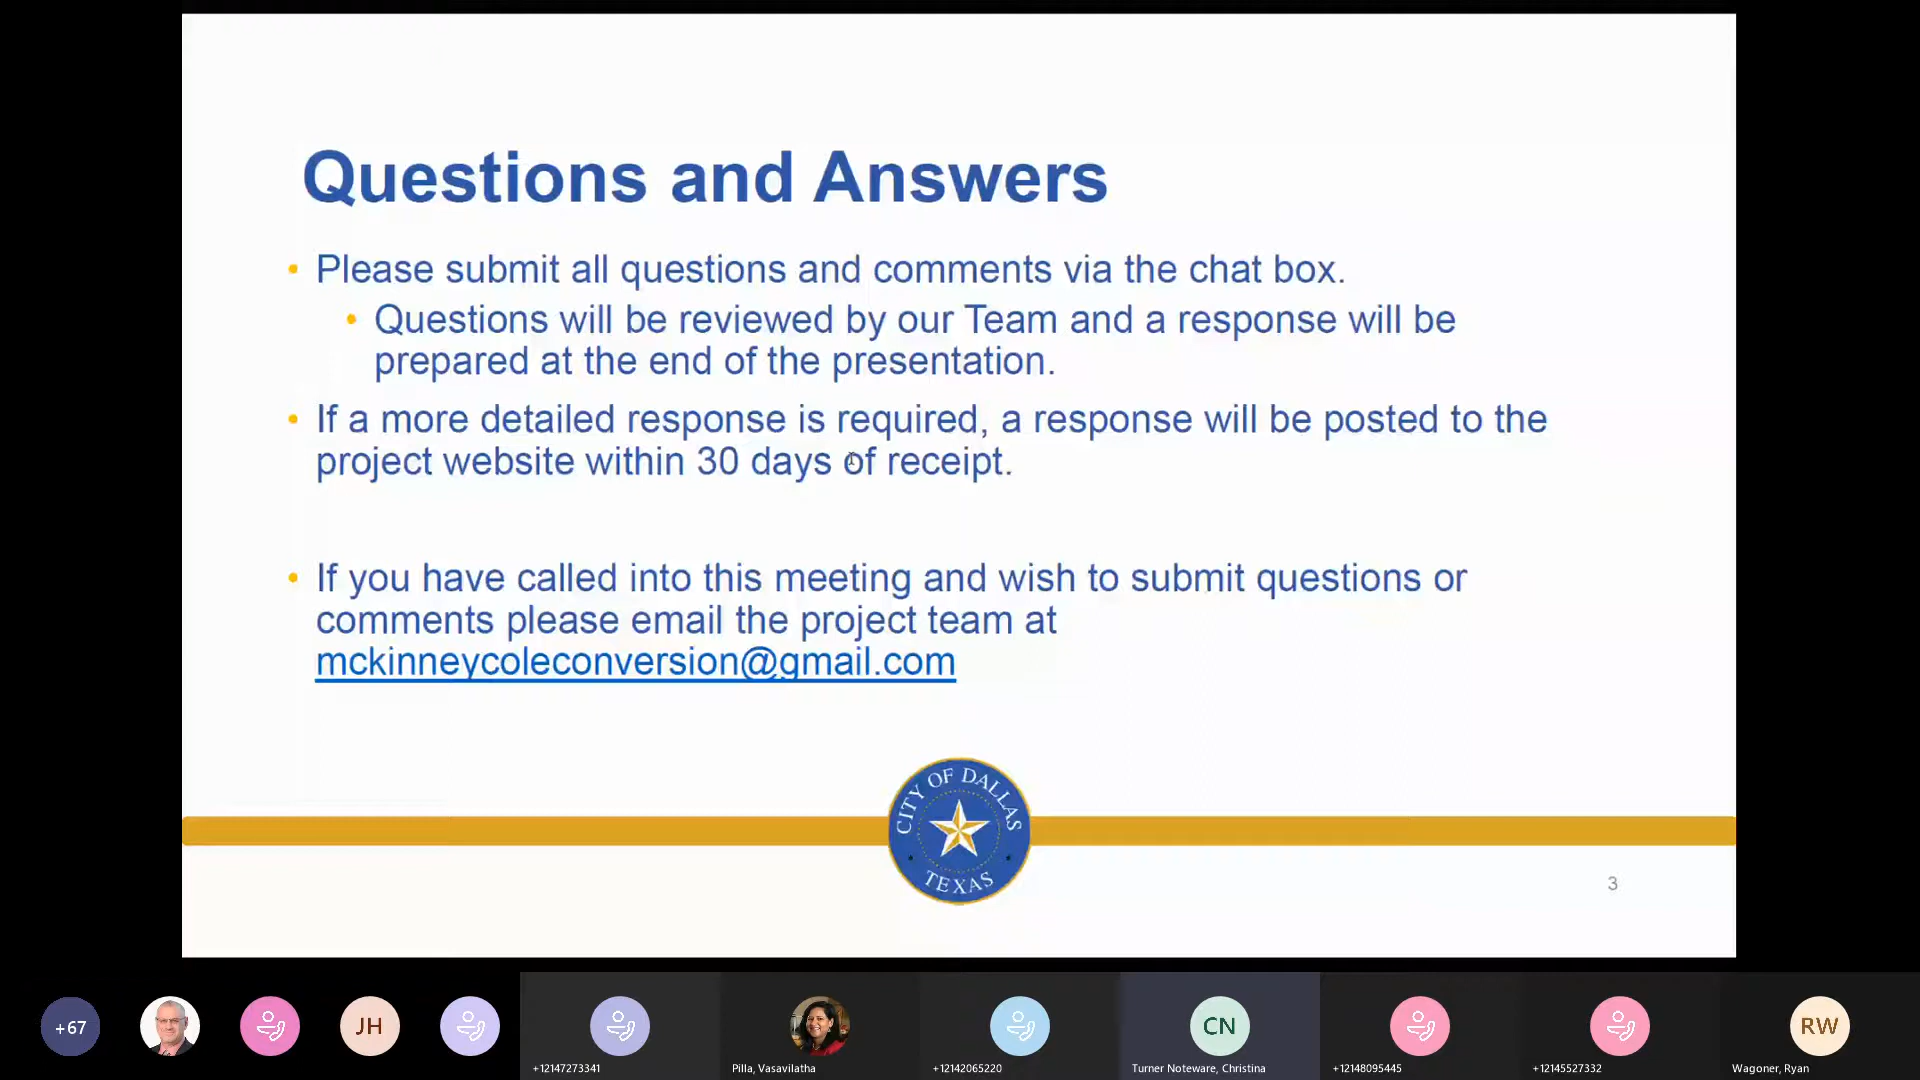 Questions and Answers
• Please submit all questions and comments via the chat box.
• Questions will be reviewed by our Team and a response will be
prepared at the end of the presentation.
• If a more detailed response is required, a response will be posted to the
project website within 30 days of receipt.
• If you have called into this meeting and wish to submit questions or
comments please email the project team at
mckinneycoleconversion@gmail.com
CITY OF DALLAS
TEXAS
3
+67
JH
CN
RW
+12147273341
Pilla, Vasavilatha
+12142065220
Turner Noteware, Christina
+12148095445
+12145527332
Wagoner, Ryan